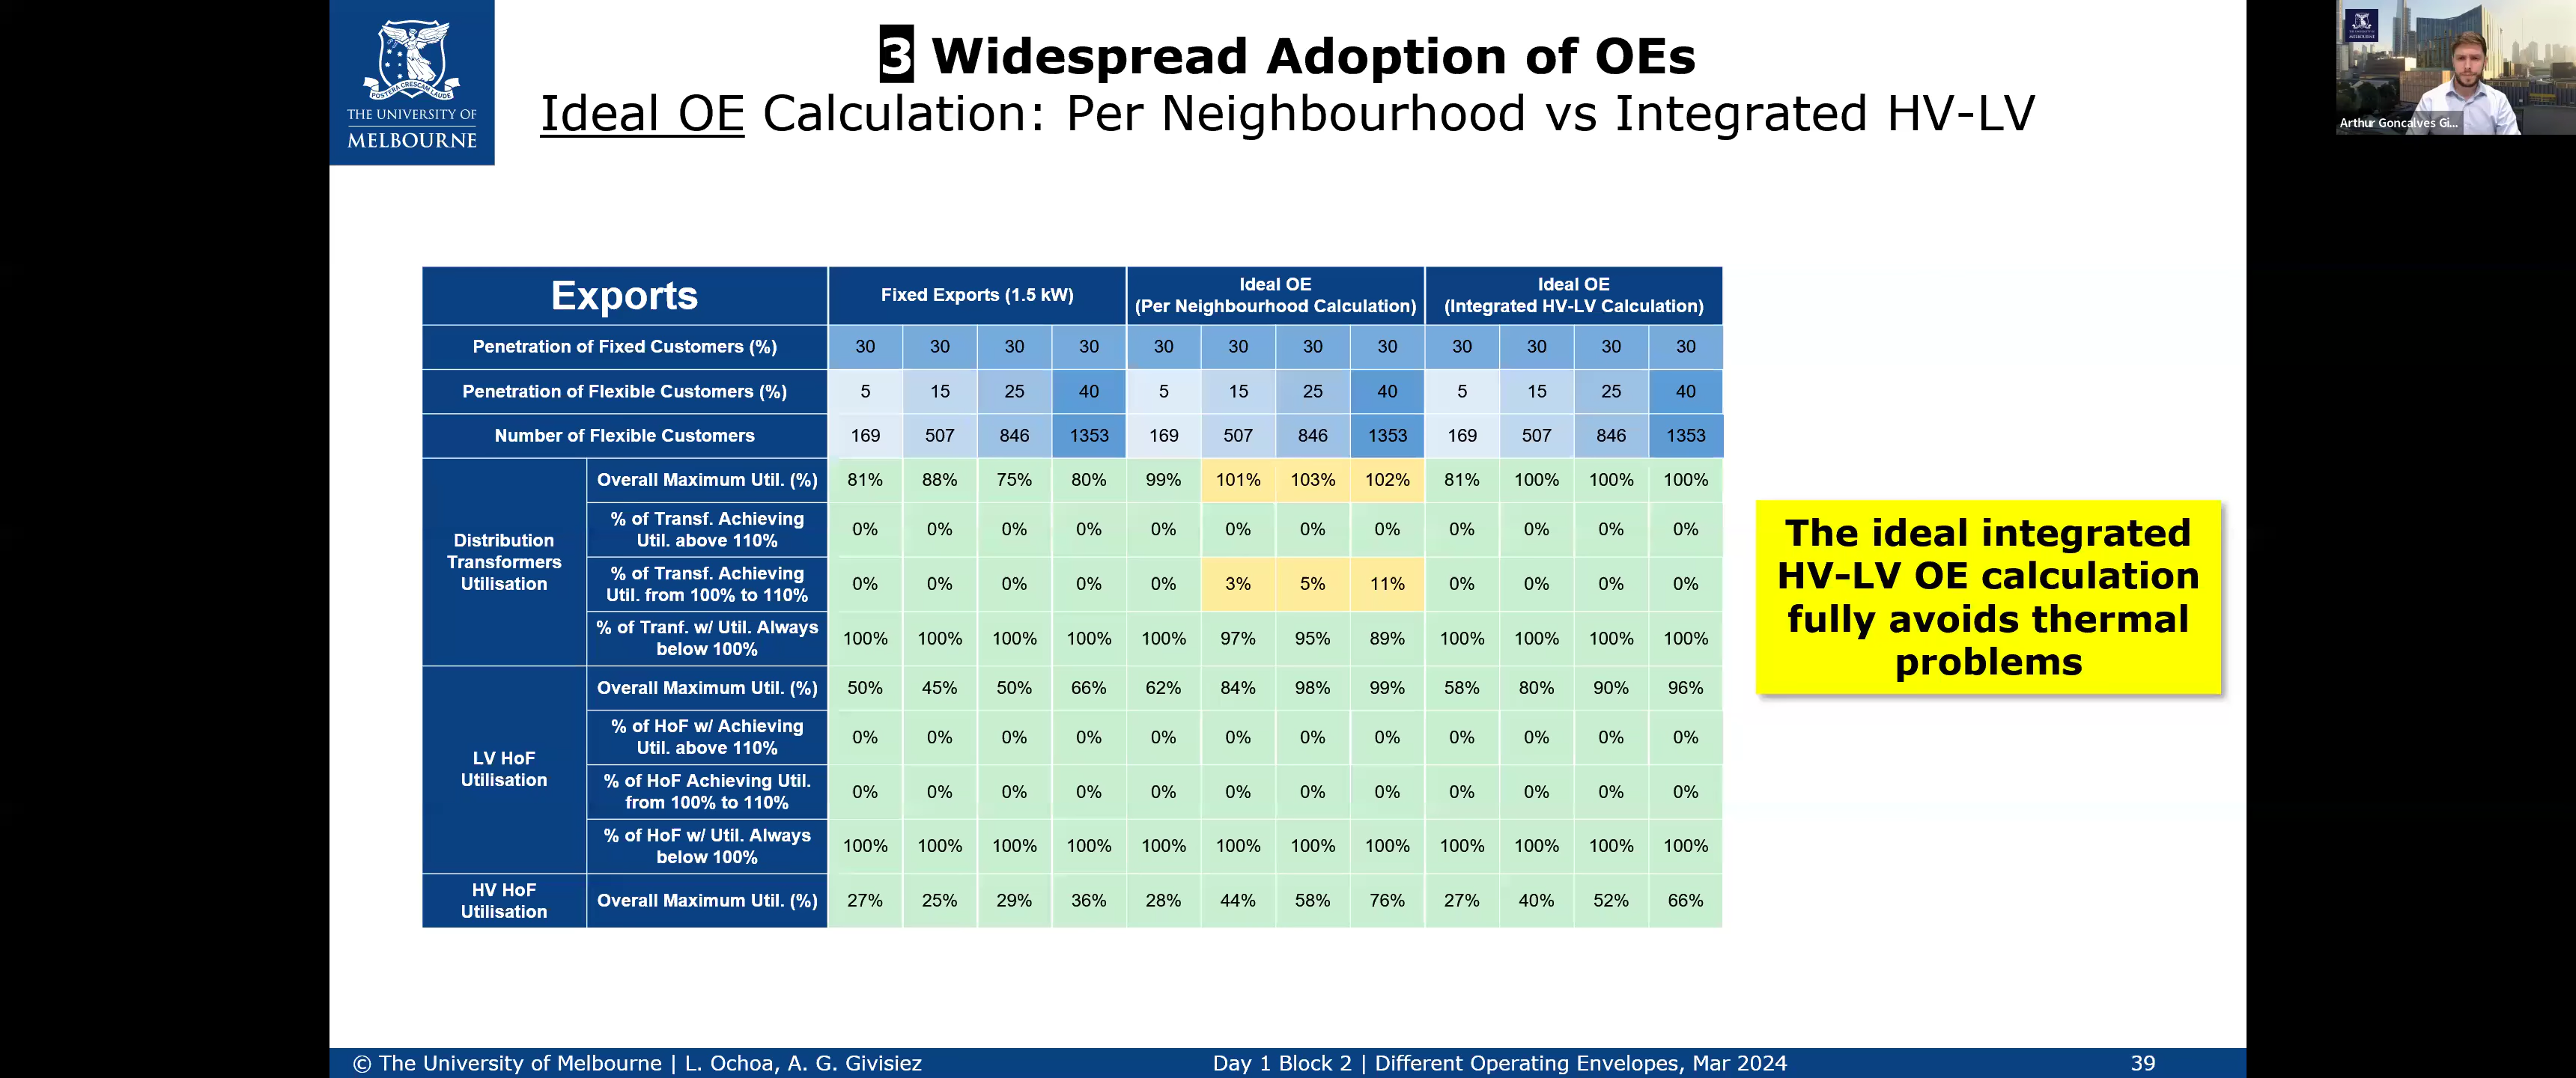 THE UNIVERSITY OF
MELBOURNE
3 Widespread Adoption of OEs
Ideal OE Calculation: Per Neighbourhood vs Integrated HV-LV
Arthur Goncalves Gi...
Exports
Fixed Exports (1.5 kW)
Ideal OE
(Per Neighbourhood Calculation)
Ideal OE
(Integrated HV-LV Calculation)
Penetration of Fixed Customers (%) 30 30 30 30 30 30 30 30 30 30 30 30
Penetration of Flexible Customers (%) 5 15 25 40 5 15 25 40 5 15 25 40
Number of Flexible Customers 169 507 846 1353 169 507 846 1353 169 507 846 1353
Distribution
Transformers
Utilisation
Overall Maximum Util. (%) 81% 88% 75% 80% 99% 101% 103% 102% 81% 100% 100% 100%
% of Transf. Achieving
Util. above 110% 0% 0% 0% 0% 0% 0% 0% 0% 0% 0% 0% 0%
% of Transf. Achieving
Util. from 100% to 110% 0% 0% 0% 0% 0% 3% 5% 11% 0% 0% 0% 0%
% of Tranf. w/ Util. Always
below 100% 100% 100% 100% 100% 100% 97% 95% 89% 100% 100% 100% 100%
LV HoF
Utilisation
Overall Maximum Util. (%) 50% 45% 50% 66% 62% 84% 98% 99% 58% 80% 90% 96%
% of HoF w/ Achieving
Util. above 110% 0% 0% 0% 0% 0% 0% 0% 0% 0% 0% 0% 0%
% of HoF Achieving Util.
from 100% to 110% 0% 0% 0% 0% 0% 0% 0% 0% 0% 0% 0% 0%
% of HoF w/ Util. Always
below 100% 100% 100% 100% 100% 100% 100% 100% 100% 100% 100% 100% 100%
HV HoF
Utilisation
Overall Maximum Util. (%) 27% 25% 29% 36% 28% 44% 58% 76% 27% 40% 52% 66%
The ideal integrated
HV-LV OE calculation
fully avoids thermal
problems
© The University of Melbourne | L. Ochoa, A. G. Givisiez
Day 1 Block 2 | Different Operating Envelopes, Mar 2024
39